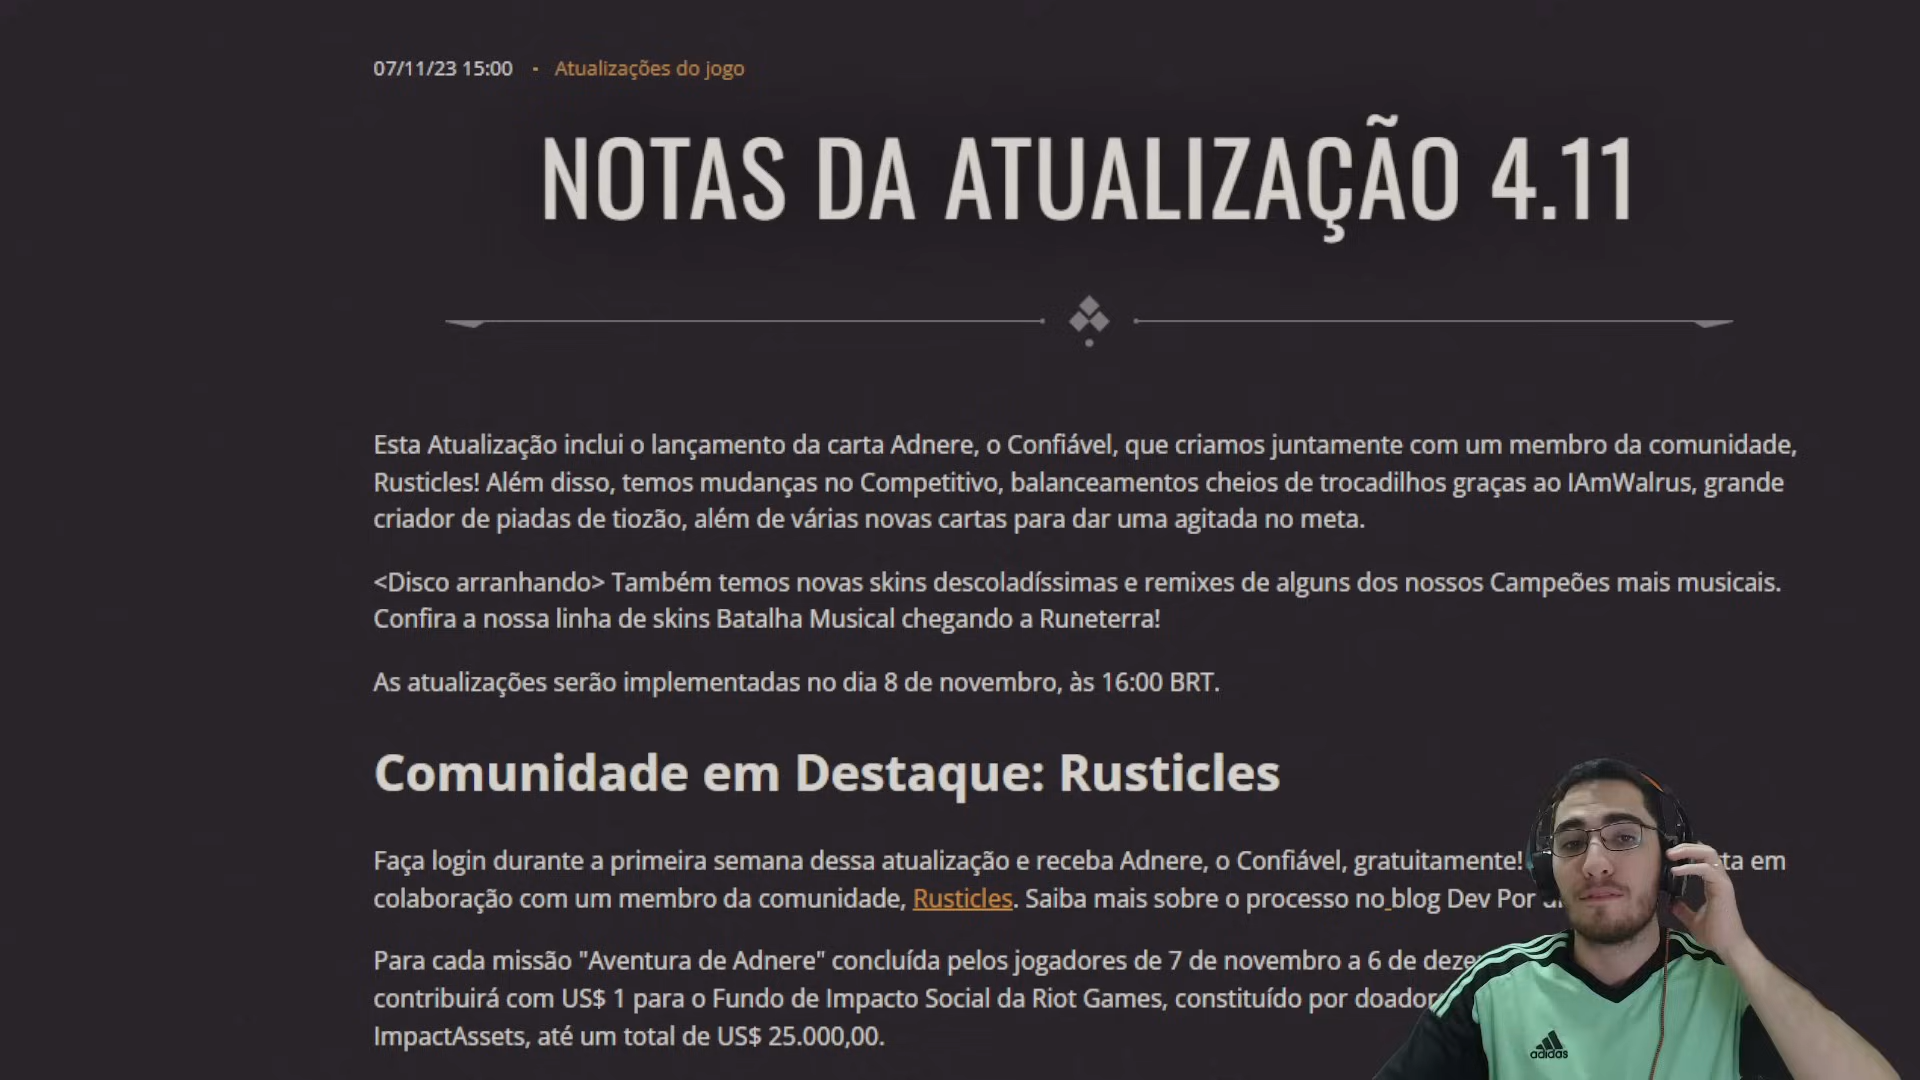 07/11/23 15:00 • Atualizações do jogo
NOTAS DA ATUALIZAÇÃO 4.11
Esta Atualização inclui o lançamento da carta Adnere, o Confiável, que criamos juntamente com um membro da comunidade,
Rusticles! Além disso, temos mudanças no Competitivo, balanceamentos cheios de trocadilhos graças ao IAmWalrus, grande
criador de piadas de tiozão, além de várias novas cartas para dar uma agitada no meta.
<Disco arranhando> Também temos novas skins descoladíssimas e remixes de alguns dos nossos Campeões mais musicais.
Confira a nossa linha de skins Batalha Musical chegando a Runeterra!
As atualizações serão implementadas no dia 8 de novembro, às 16:00 BRT.
Comunidade em Destaque: Rusticles
Faça login durante a primeira semana dessa atualização e receba Adnere, o Confiável, gratuitamente! em
colaboração com um membro da comunidade, Rusticles. Saiba mais sobre o processo no blog Dev Por
Para cada missão "Aventura de Adnere" concluída pelos jogadores de 7 de novembro a 6 de
contribuirá com US$ 1 para o Fundo de Impacto Social da Riot Games, constituído por
ImpactAssets, até um total de US$ 25.000,00.
adidas